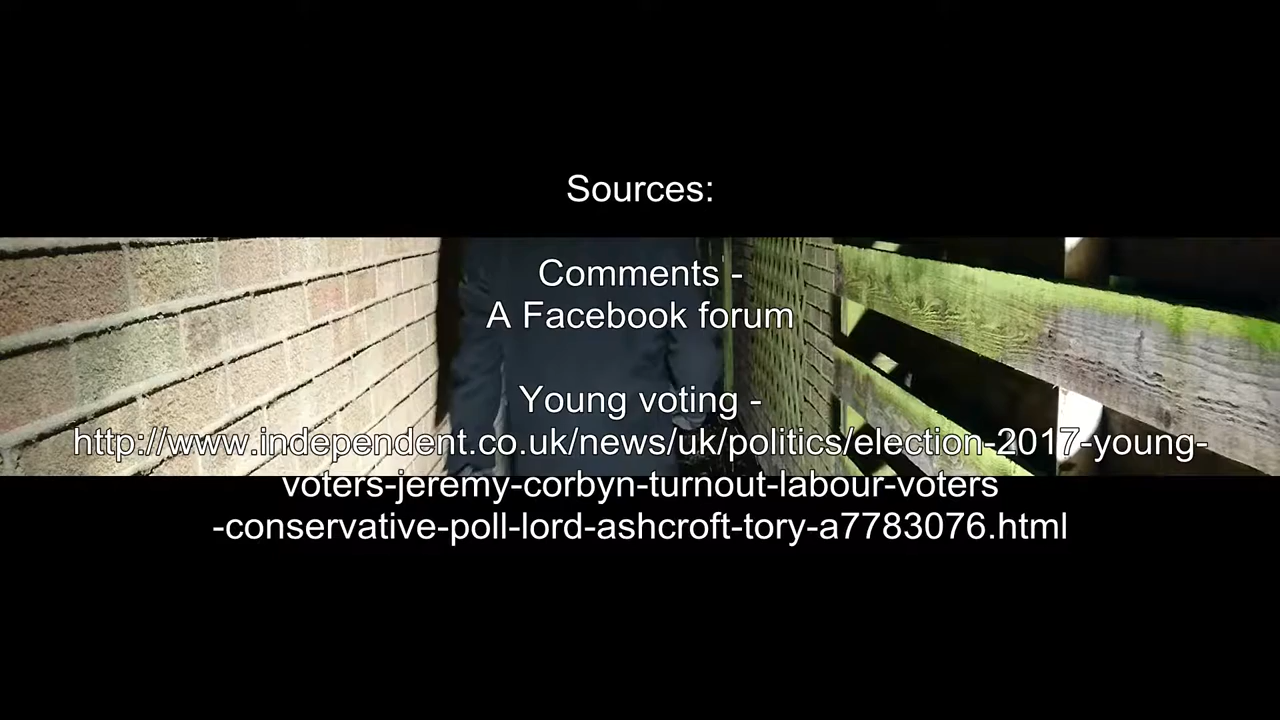 Sources:
Comments -
A Facebook forum
Young voting -
http://www.independent.co.uk/news/uk/politics/election-2017-young-
voters-jeremy-corbyn-turnout-labour-voters
-conservative-poll-lord-ashcroft-tory-a7783076.html